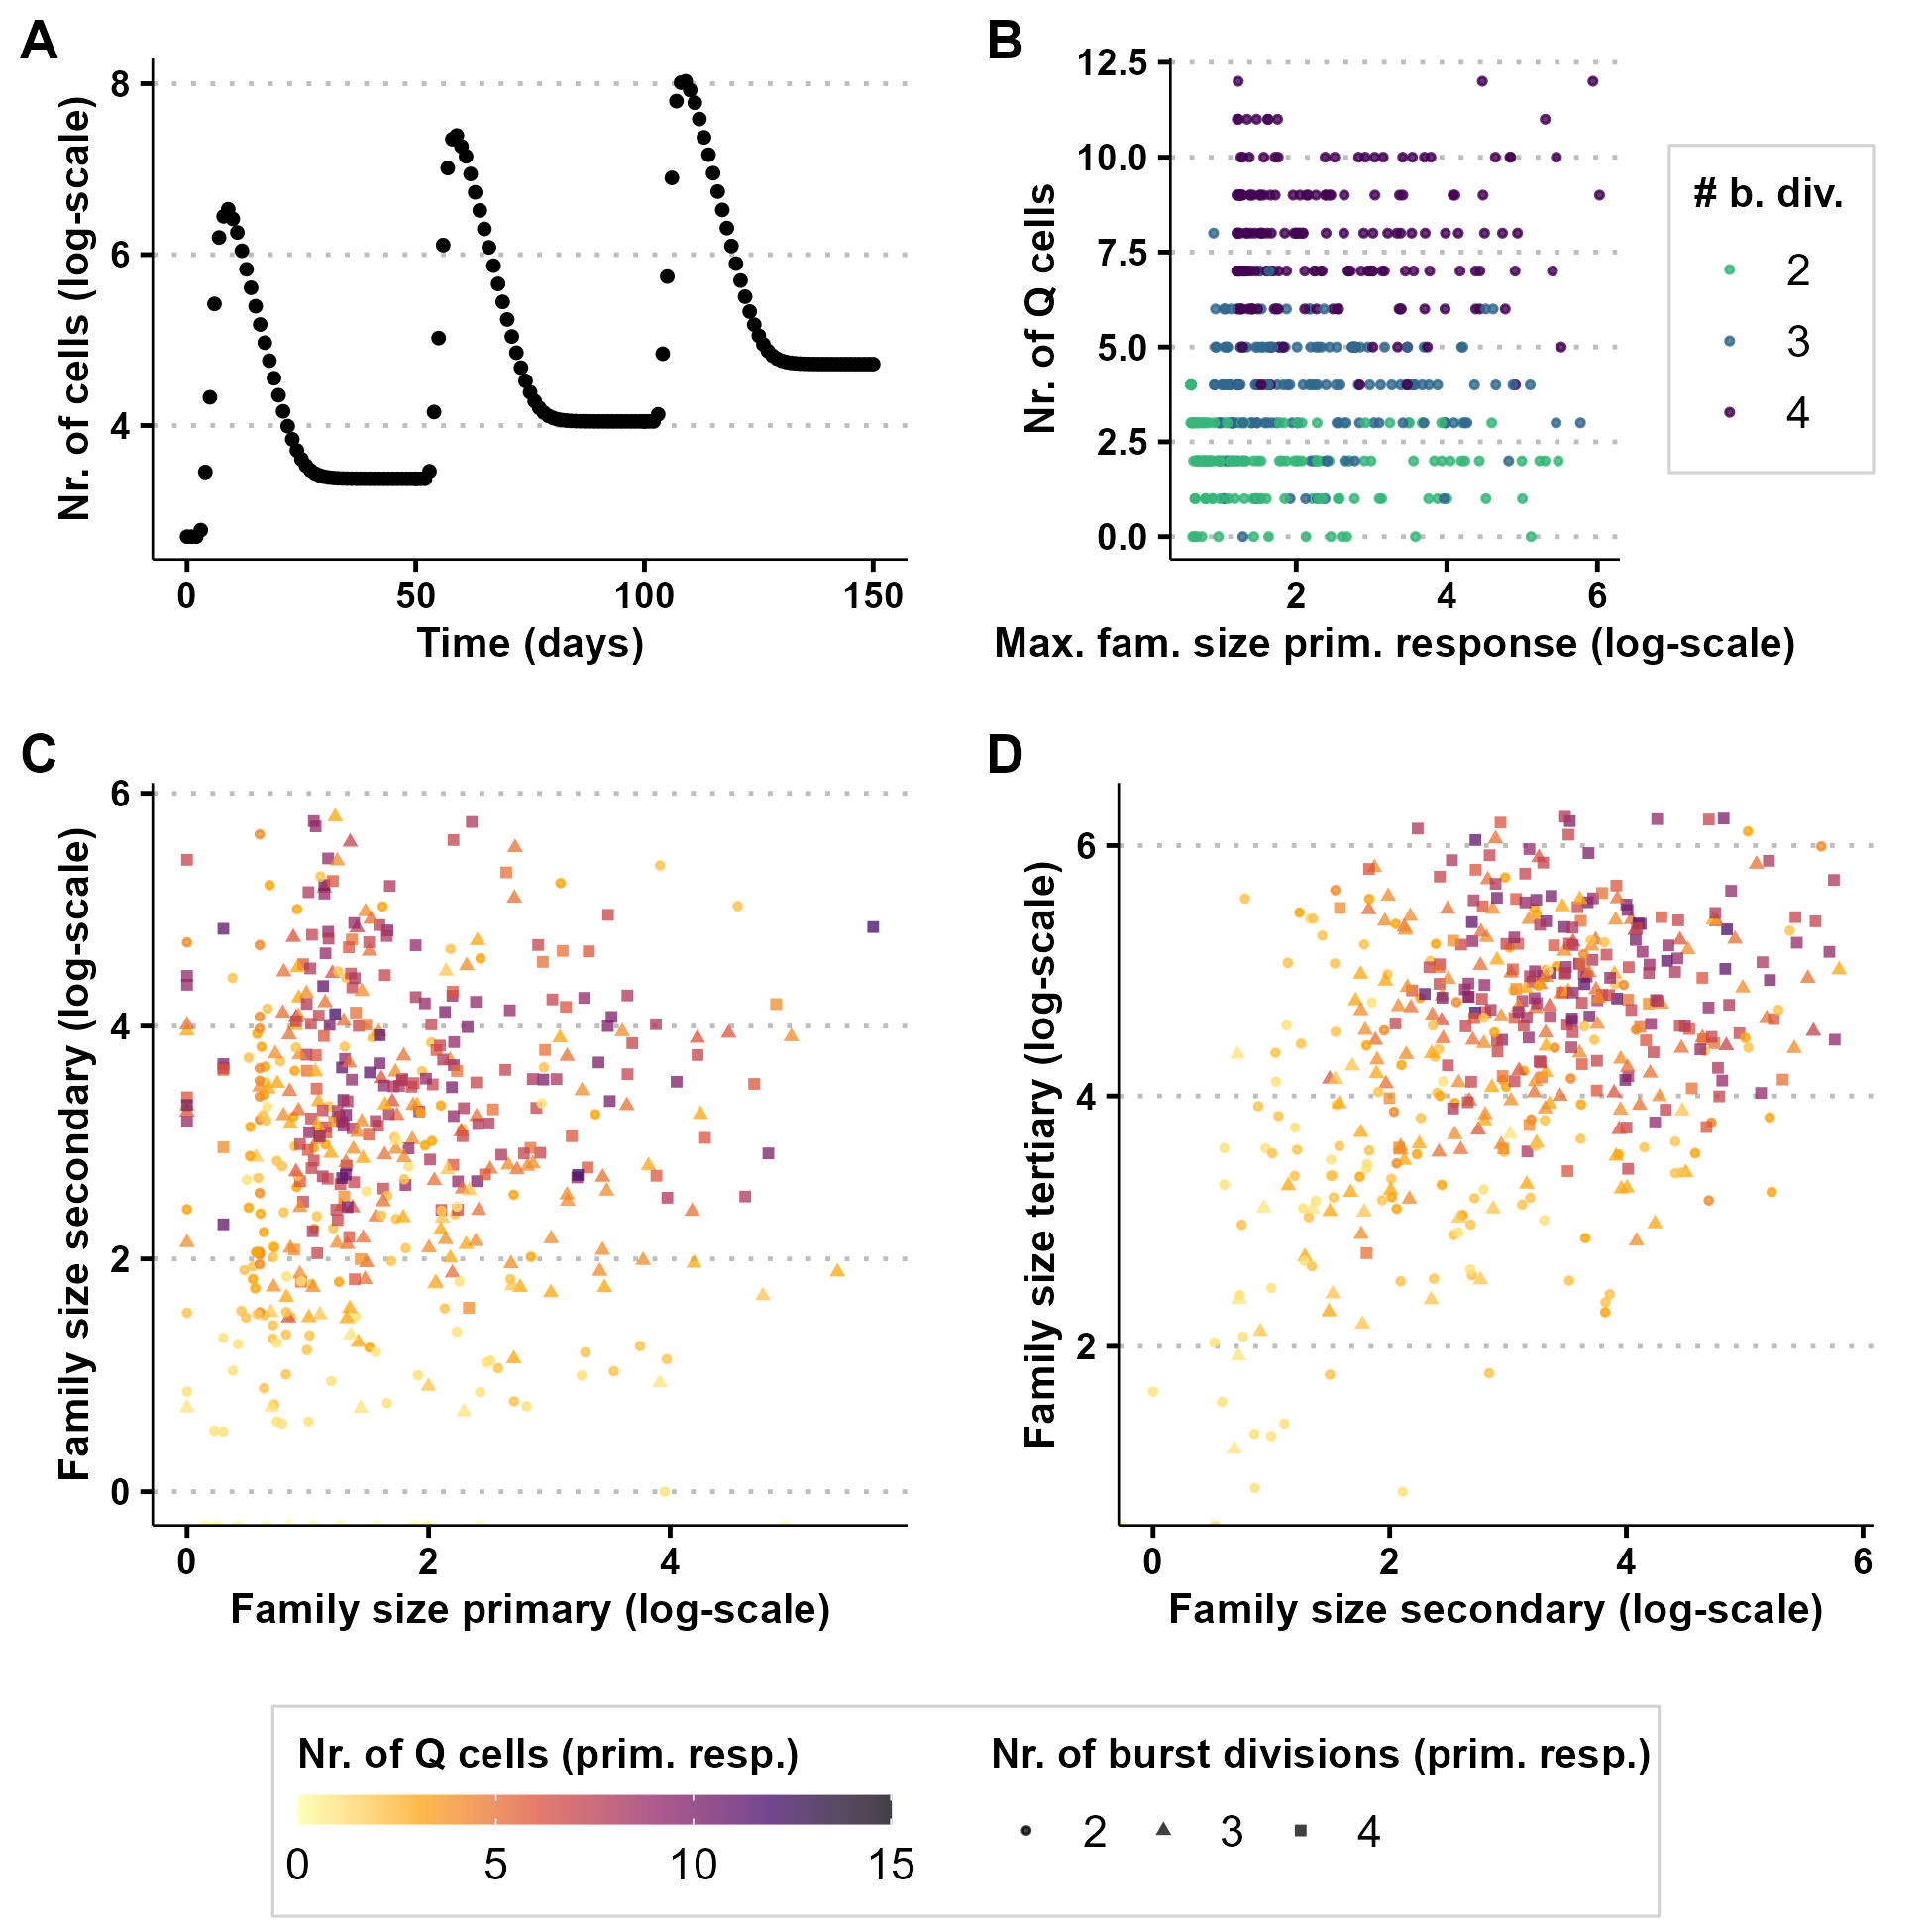 A
Nr. of cells (log-scale)
8
6
4
0 50 100 150
Time (days)
B
Nr. of Q cells
12.5
10.0
7.5
5.0
2.5
0.0
2 4 6
Max. fam. size prim. response (log-scale)
# b. div.
2
3
4
C
Family size secondary (log-scale)
6
4
2
0
0 2 4
Family size primary (log-scale)
D
Family size tertiary (log-scale)
6
4
2
0 2 4 6
Family size secondary (log-scale)
Nr. of Q cells (prim. resp.)
0 5 10 15
Nr. of burst divisions (prim. resp.)
2 3 4